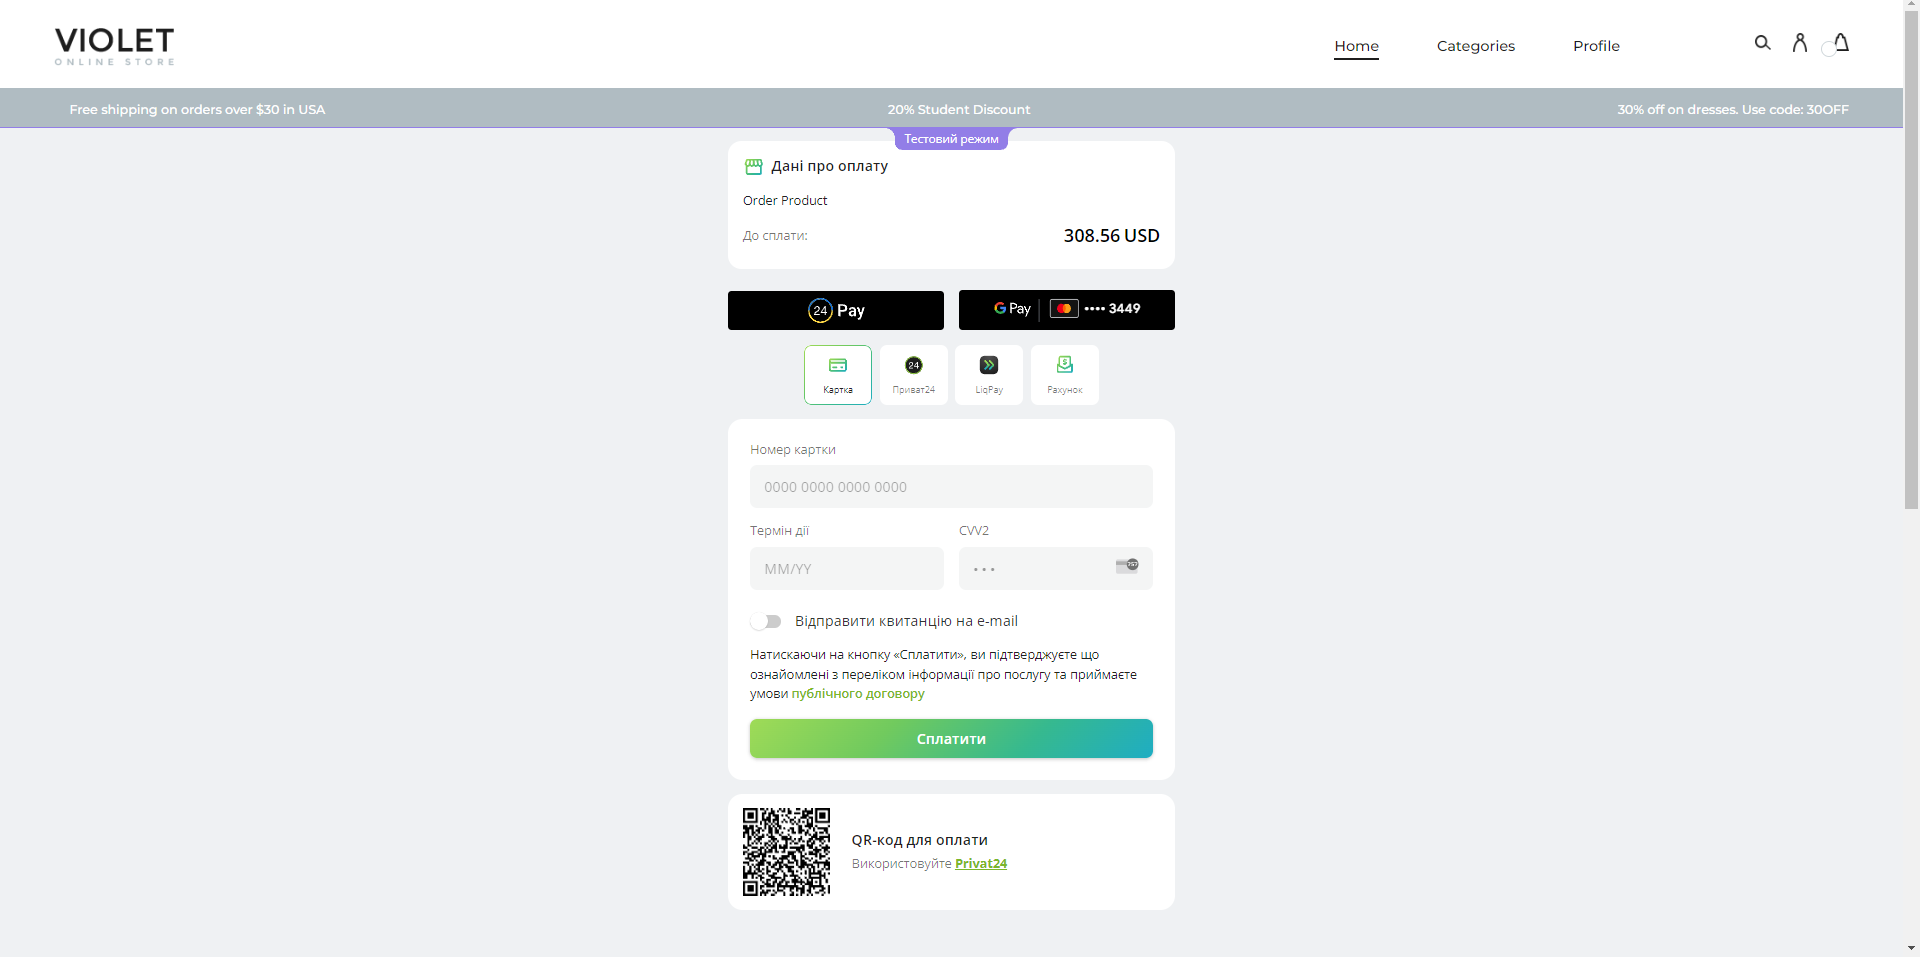 VIOLET
ONLINE STORE
Home
Categories
Profile
Free shipping on orders over $30 in USA
20% Student Discount
30% off on dresses. Use code: 30OFF
Тестовий режим
Дані про оплату
Order Product
До сплати:
308.56 USD
24 Pay
G Pay
•••• 3449
Картка
24
Приват24
LiqPay
Рахунок
Номер картки
0000 0000 0000 0000
Термін дії
CVV2
MM/YY
•••
Відправити квитанцію на e-mail
Натискаючи на кнопку «Сплатити», ви підтверджуєте що
ознайомлені з переліком інформації про послугу та приймаєте
умови публічного договору
Сплатити
QR-код для оплати
Використовуйте Privat24